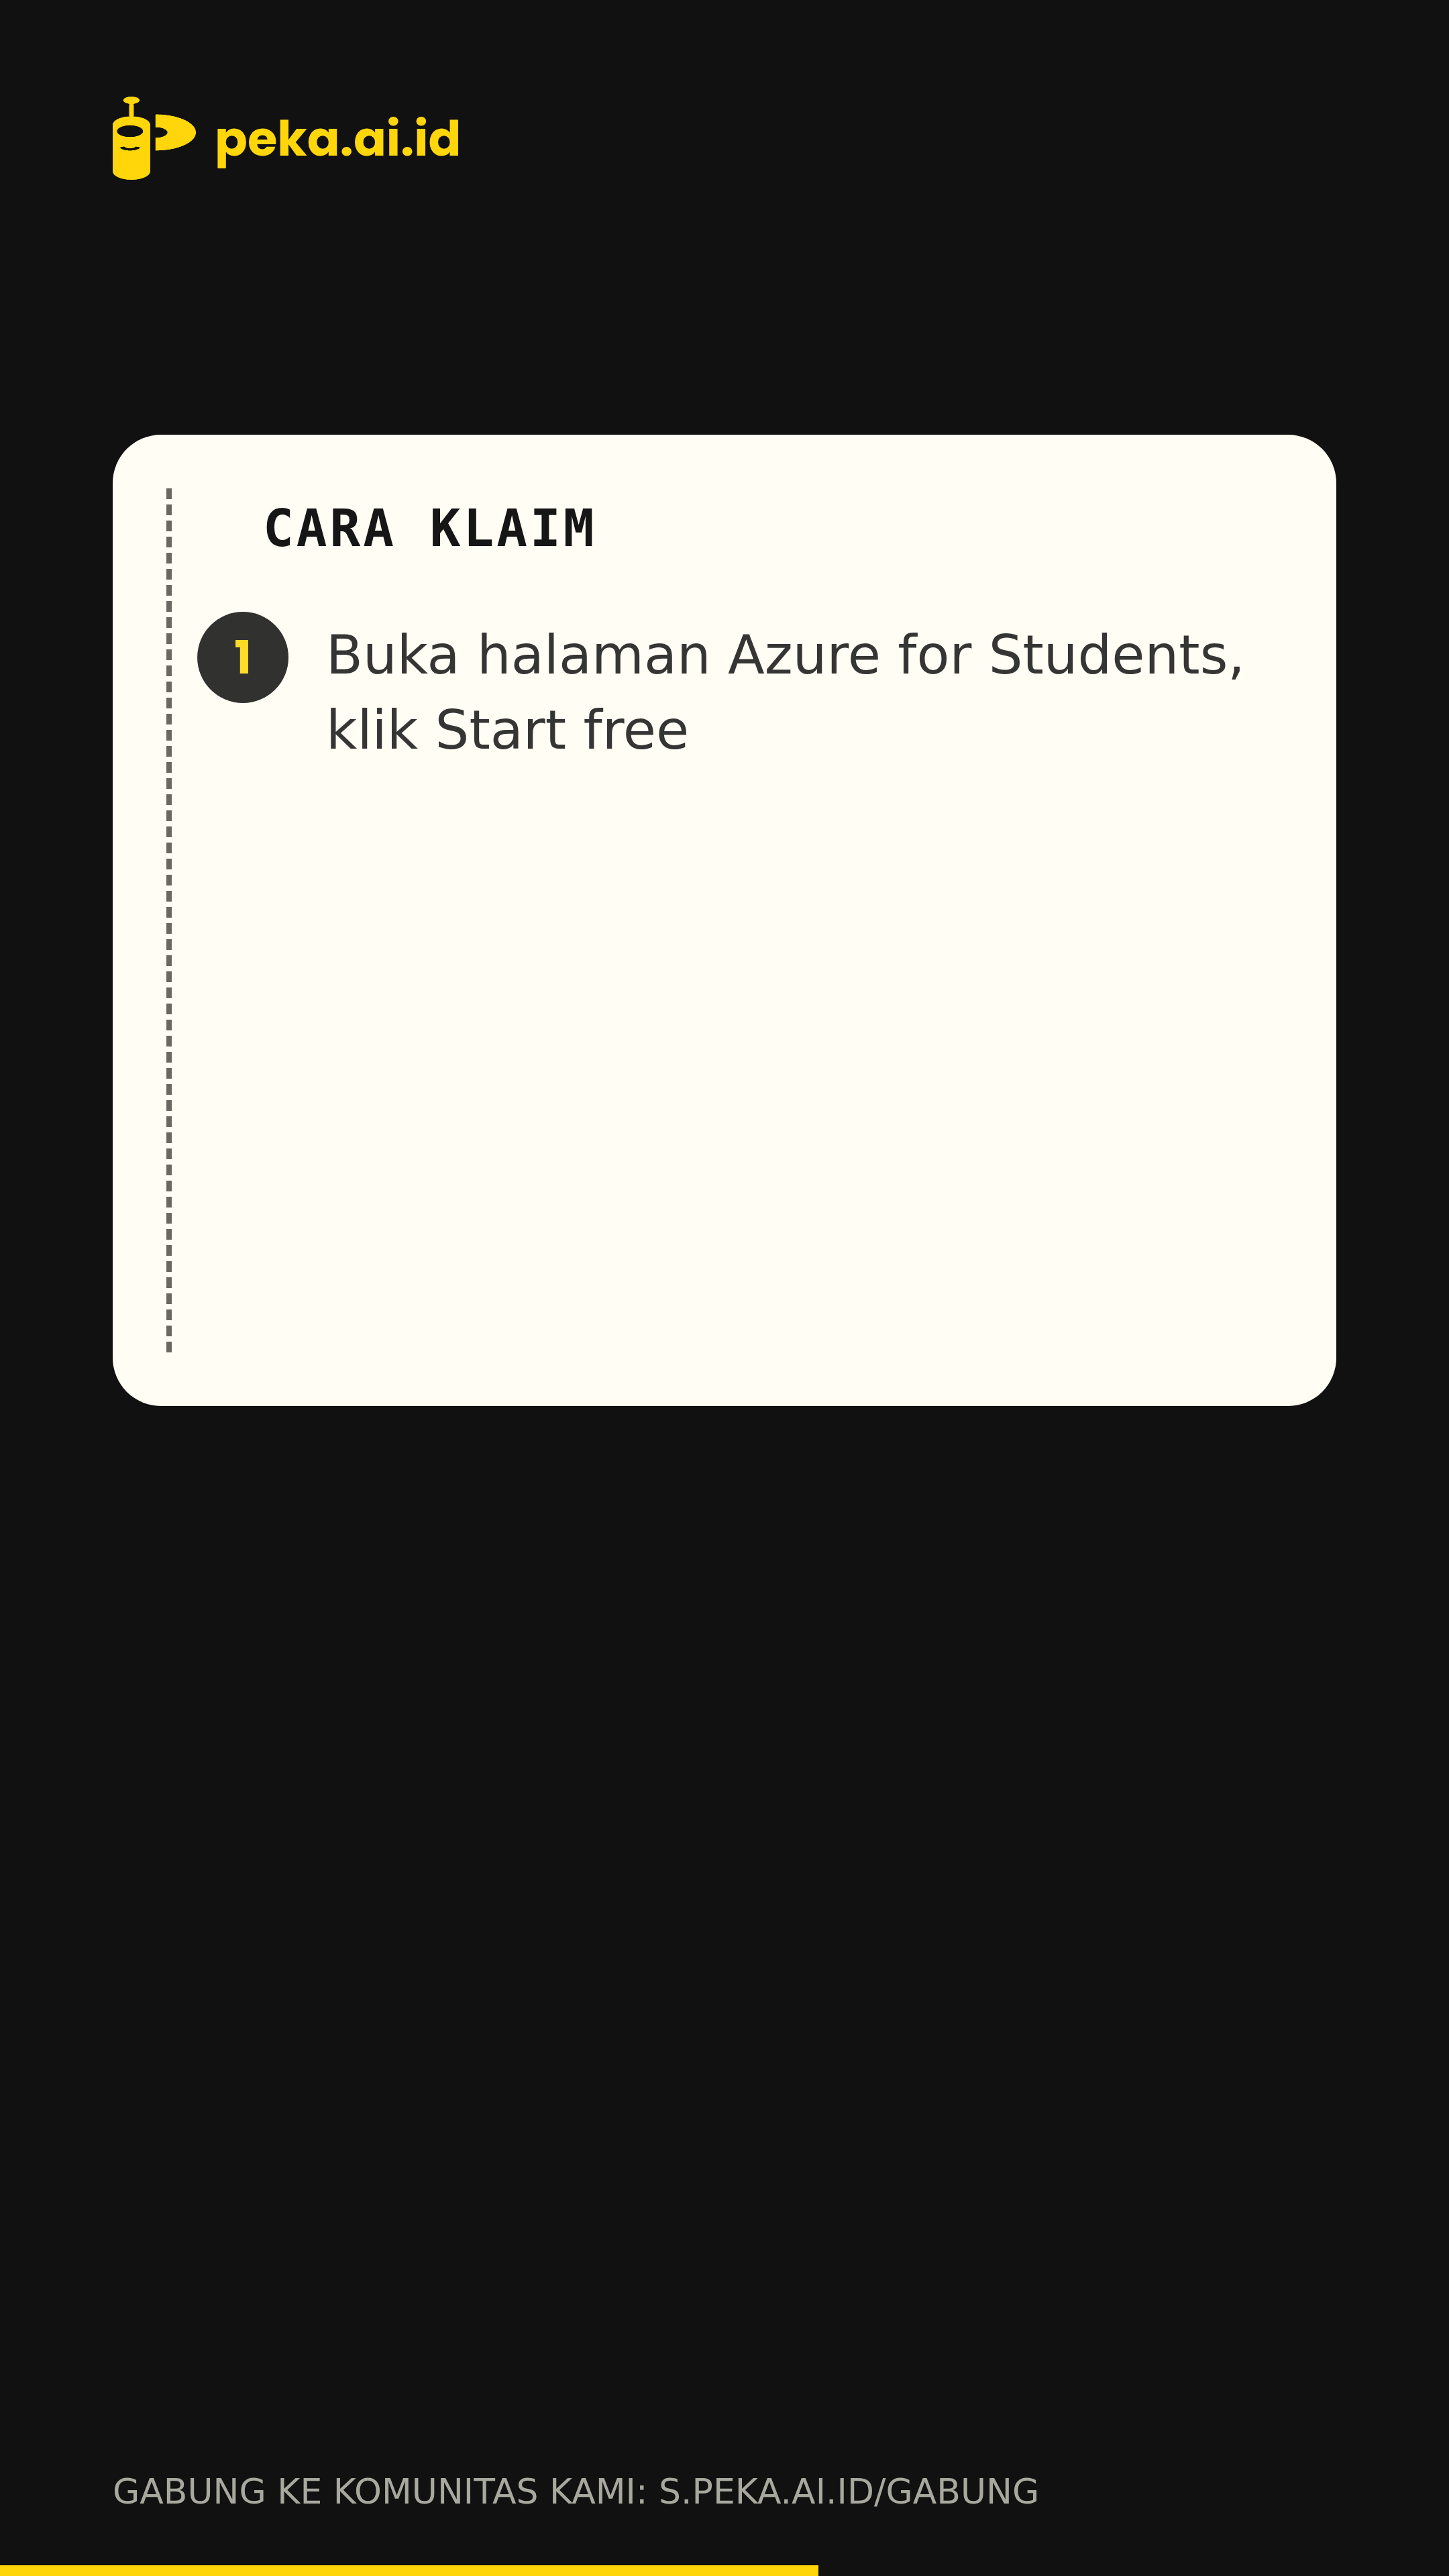 peka.ai.id
CARA KLAIM
1
Buka halaman Azure for Students,
klik Start free
GABUNG KE KOMUNITAS KAMI: S.PEKA.AI.ID/GABUNG